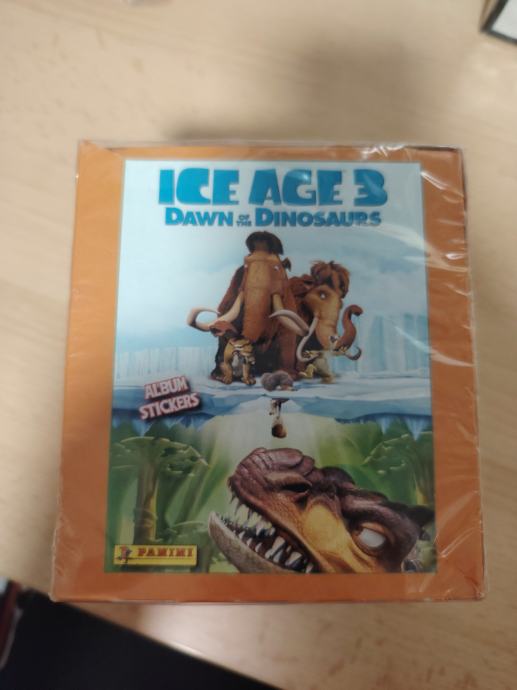 ICE AGE 3
DAWN OF THE DINOSAURS
ALBUM
STICKERS
PANINI